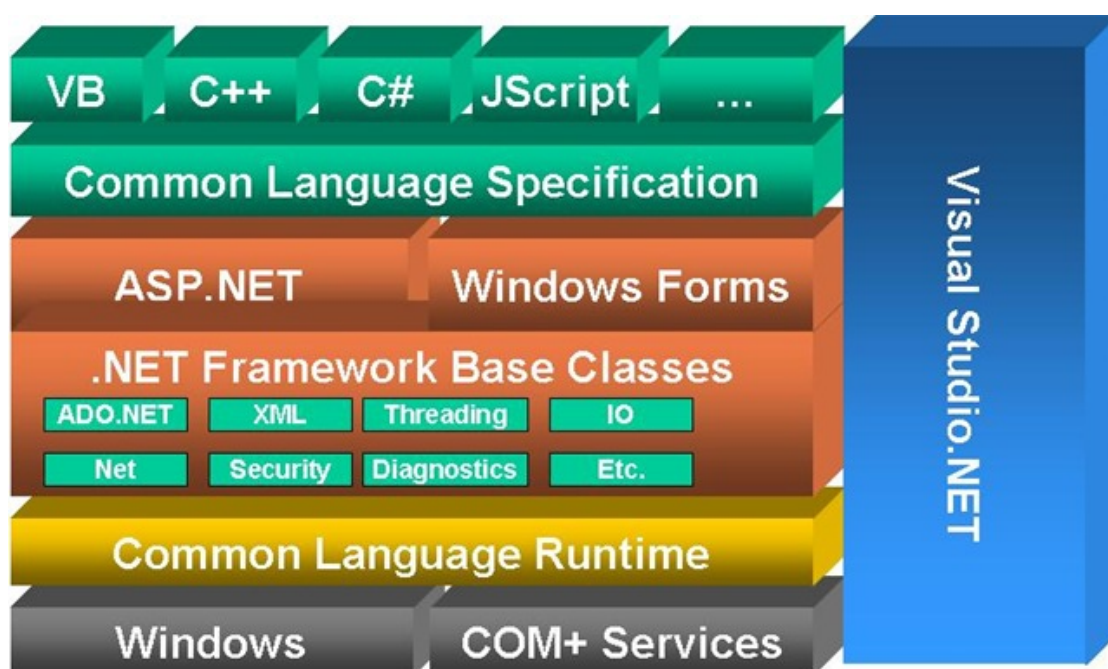 VB C++ C# JScript ...
Common Language Specification
ASP.NET Windows Forms
.NET Framework Base Classes
ADO.NET XML Threading IO
Net Security Diagnostics Etc.
Common Language Runtime
Windows COM+ Services
Visual Studio.NET